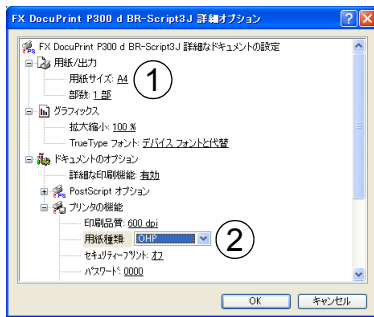 FX DocuPrint P300 d BR-Script3J 詳細オプション
FX DocuPrint P300 d BR-Script3J 詳細なドキュメントの設定
用紙/出力
用紙サイズ: A4
部数: 1 部
①
グラフィックス
拡大縮小: 100 %
TrueType フォント: デバイス フォントと代替
ドキュメントのオプション
詳細な印刷機能: 有効
PostScript オプション
プリンタの機能
印刷品質: 600 dpi
用紙種類: OHP
②
セキュリティープリント: オフ
パスワード: 0000
OK キャンセル